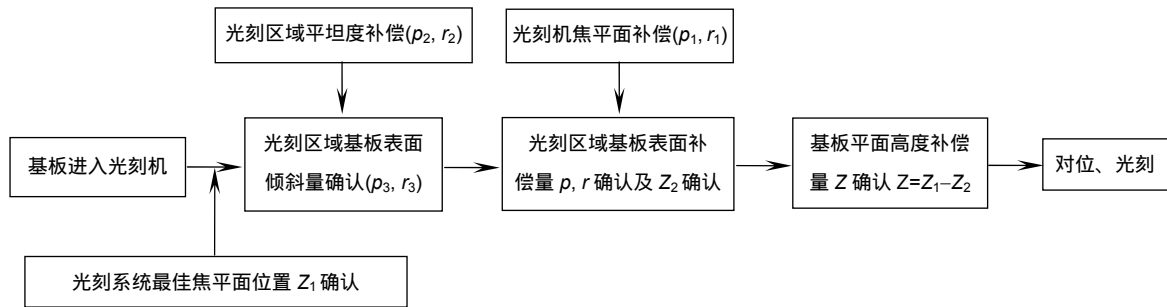 光刻区域平坦度补偿(p2, r2)
光刻机焦平面补偿(p1, r1)
基板进入光刻机
光刻区域基板表面
倾斜量确认(p3, r3)
光刻区域基板表面补
偿量 p, r 确认及 Z2 确认
基板平面高度补偿
量 Z 确认 Z=Z1−Z2
对位、光刻
光刻系统最佳焦平面位置 Z1 确认